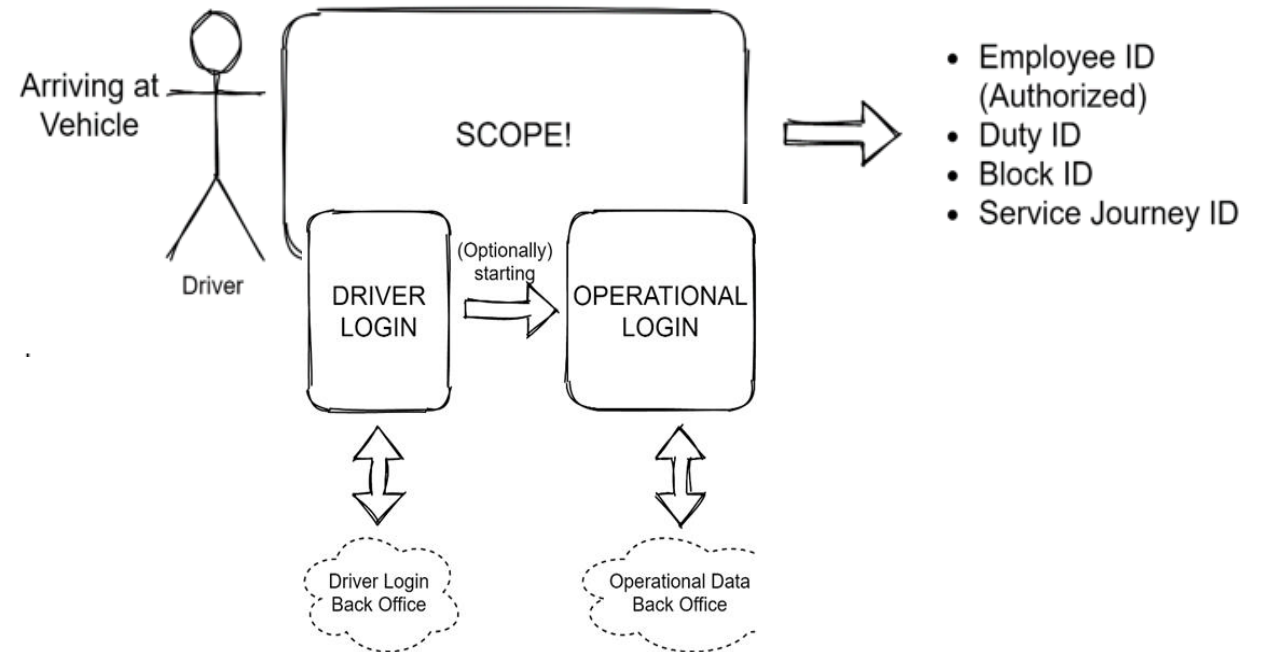 Arriving at
Vehicle
Driver
SCOPE!
• Employee ID
(Authorized)
• Duty ID
• Block ID
• Service Journey ID
DRIVER
LOGIN
(Optionally)
starting
OPERATIONAL
LOGIN
Driver Login
Back Office
Operational Data
Back Office